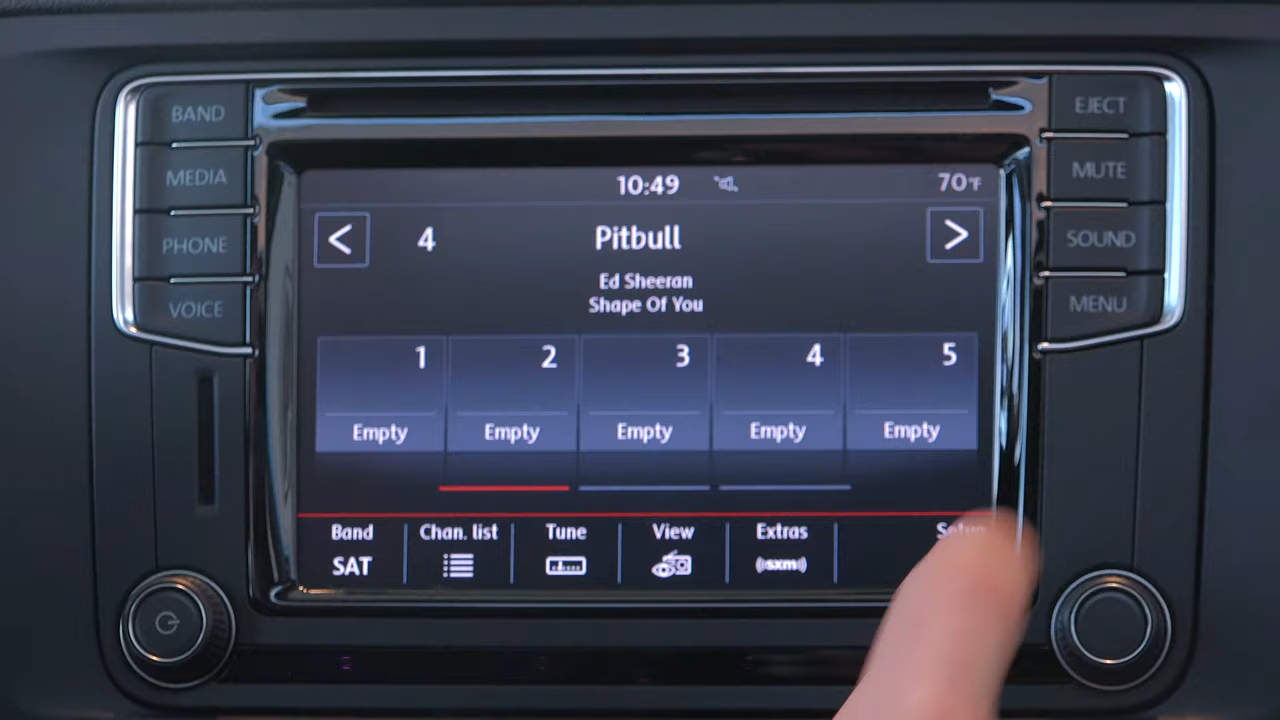 BAND
MEDIA
PHONE
VOICE
EJECT
MUTE
SOUND
MENU
10:49 70°F
4 Pitbull
Ed Sheeran
Shape Of You
1 2 3 4 5
Empty Empty Empty Empty Empty
Band Chan. list Tune View Extras Setup
SAT ((sxm))